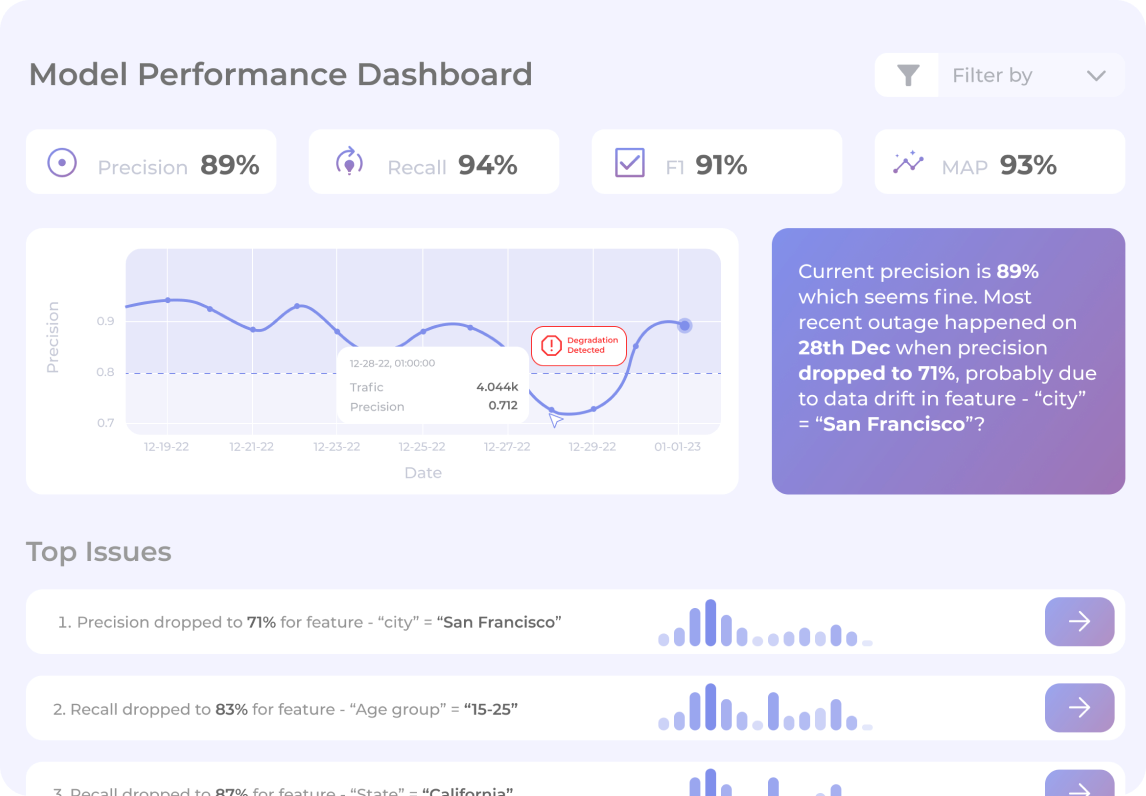 Model Performance Dashboard
Filter by
Precision 89%
Recall 94%
F1 91%
MAP 93%
Precision
0.9
0.8
0.7
Degradation
Detected
12-28-22, 01:00:00
Trafic 4.044k
Precision 0.712
12-19-22 12-21-22 12-23-22 12-25-22 12-27-22 12-29-22 01-01-23
Date
Current precision is 89%
which seems fine. Most
recent outage happened on
28th Dec when precision
dropped to 71%, probably due
to data drift in feature - “city”
= “San Francisco”?
Top Issues
1. Precision dropped to 71% for feature - “city” = “San Francisco”
2. Recall dropped to 83% for feature - “Age group” = “15-25”
3. Recall dropped to 87% for feature - “State” = “California”